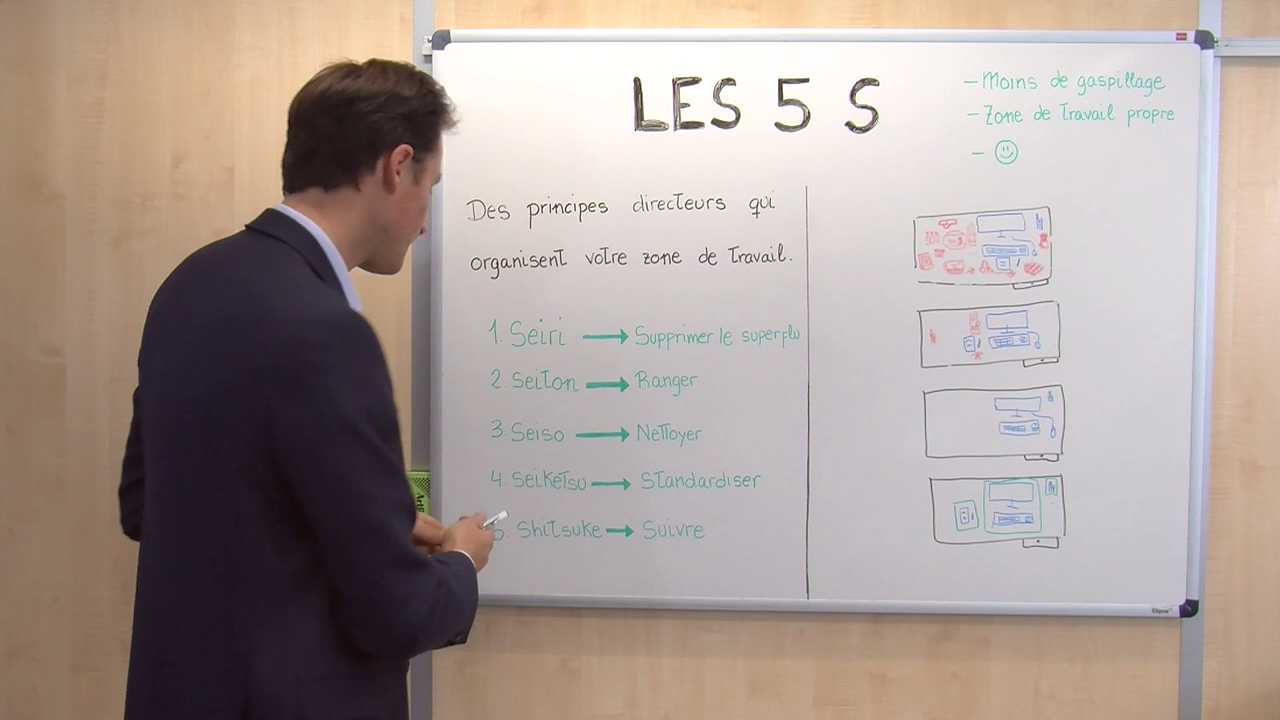 LES 5 S
- Moins de gaspillage
- Zone de travail propre
- ☺
Des principes directeurs qui
organisent votre zone de travail.
1. Seiri → Supprimer le superflu
2. Seiton → Ranger
3. Seiso → Nettoyer
4. Seiketsu → Standardiser
5. Shitsuke → Suivre